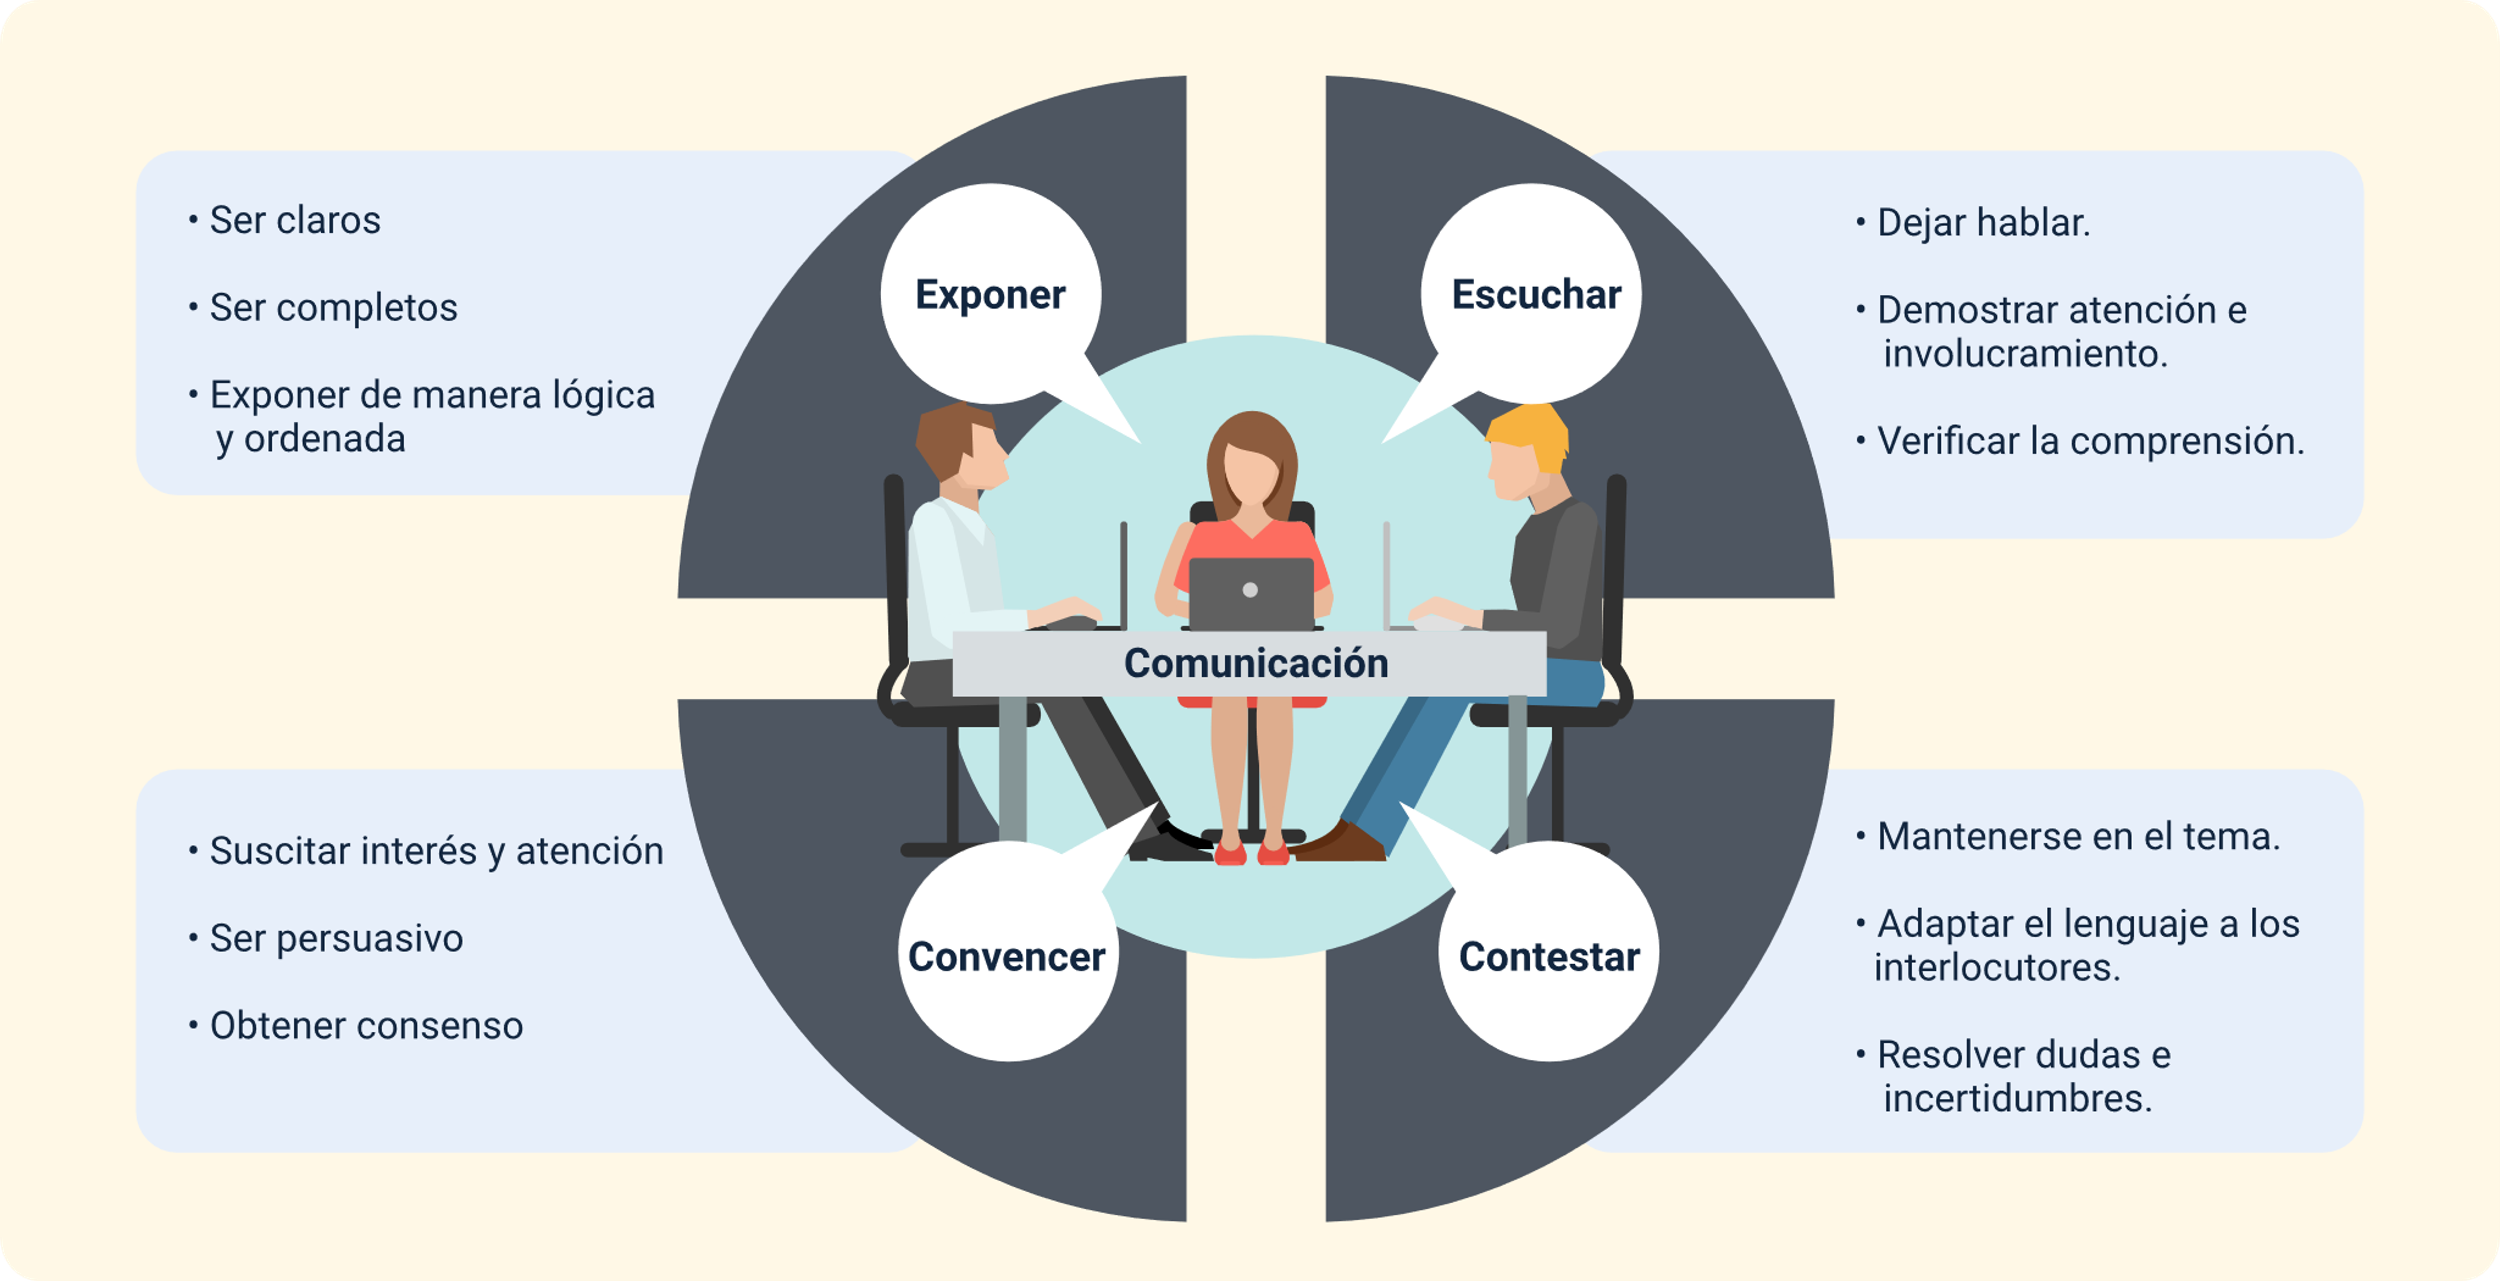 Exponer
• Ser claros
• Ser completos
• Exponer de manera lógica
y ordenada
Escuchar
• Dejar hablar.
• Demostrar atención e
involucramiento.
• Verificar la comprensión.
Comunicación
Convencer
• Suscitar interés y atención
• Ser persuasivo
• Obtener consenso
Contestar
• Mantenerse en el tema.
• Adaptar el lenguaje a los
interlocutores.
• Resolver dudas e
incertidumbres.